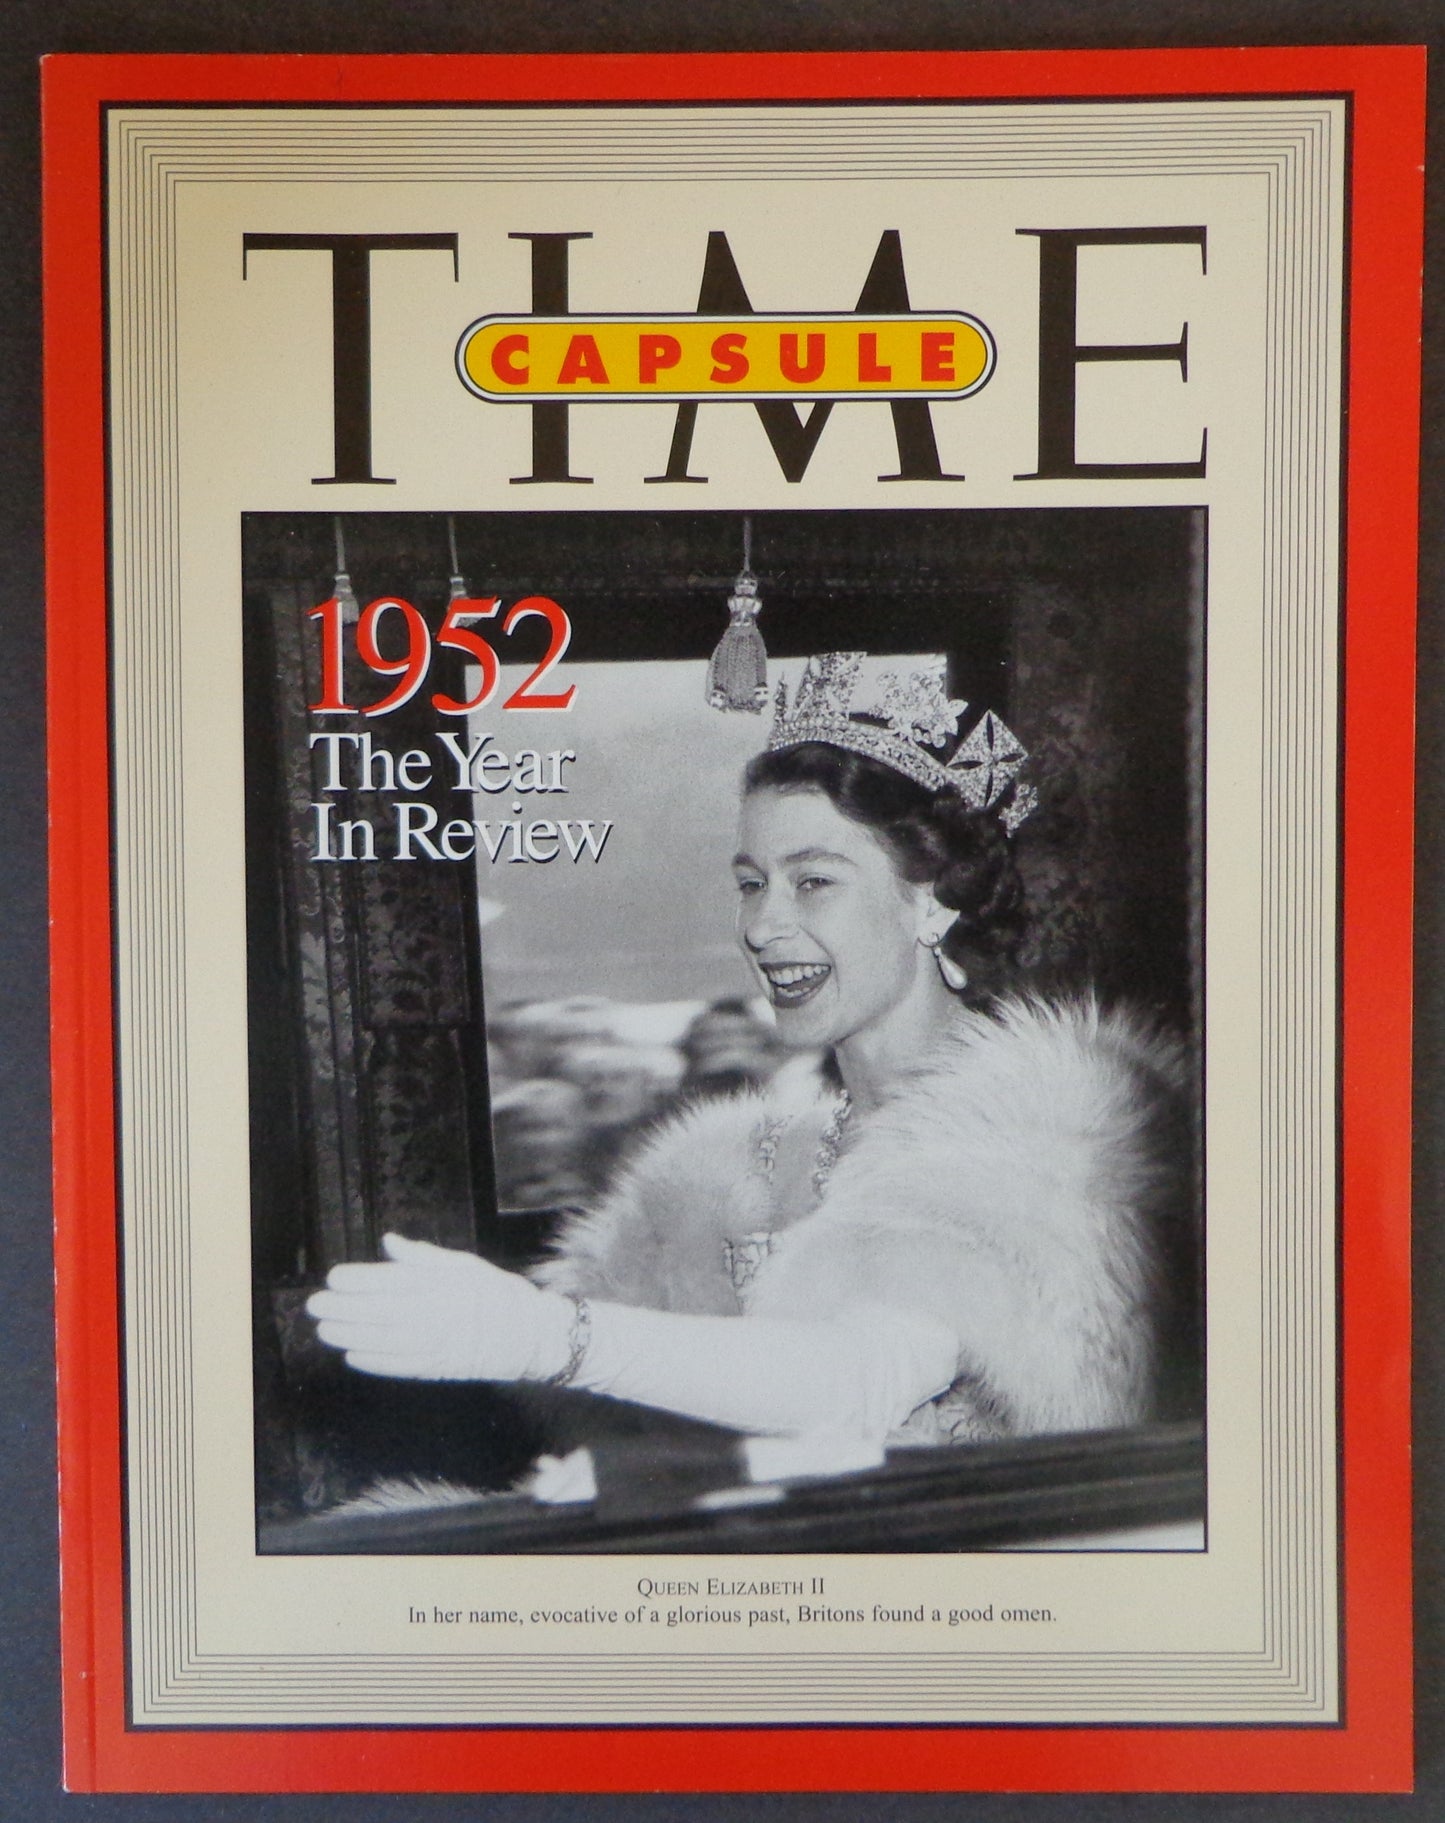 TIME
CAPSULE
1952
The Year
In Review
QUEEN ELIZABETH II
In her name, evocative of a glorious past, Britons found a good omen.